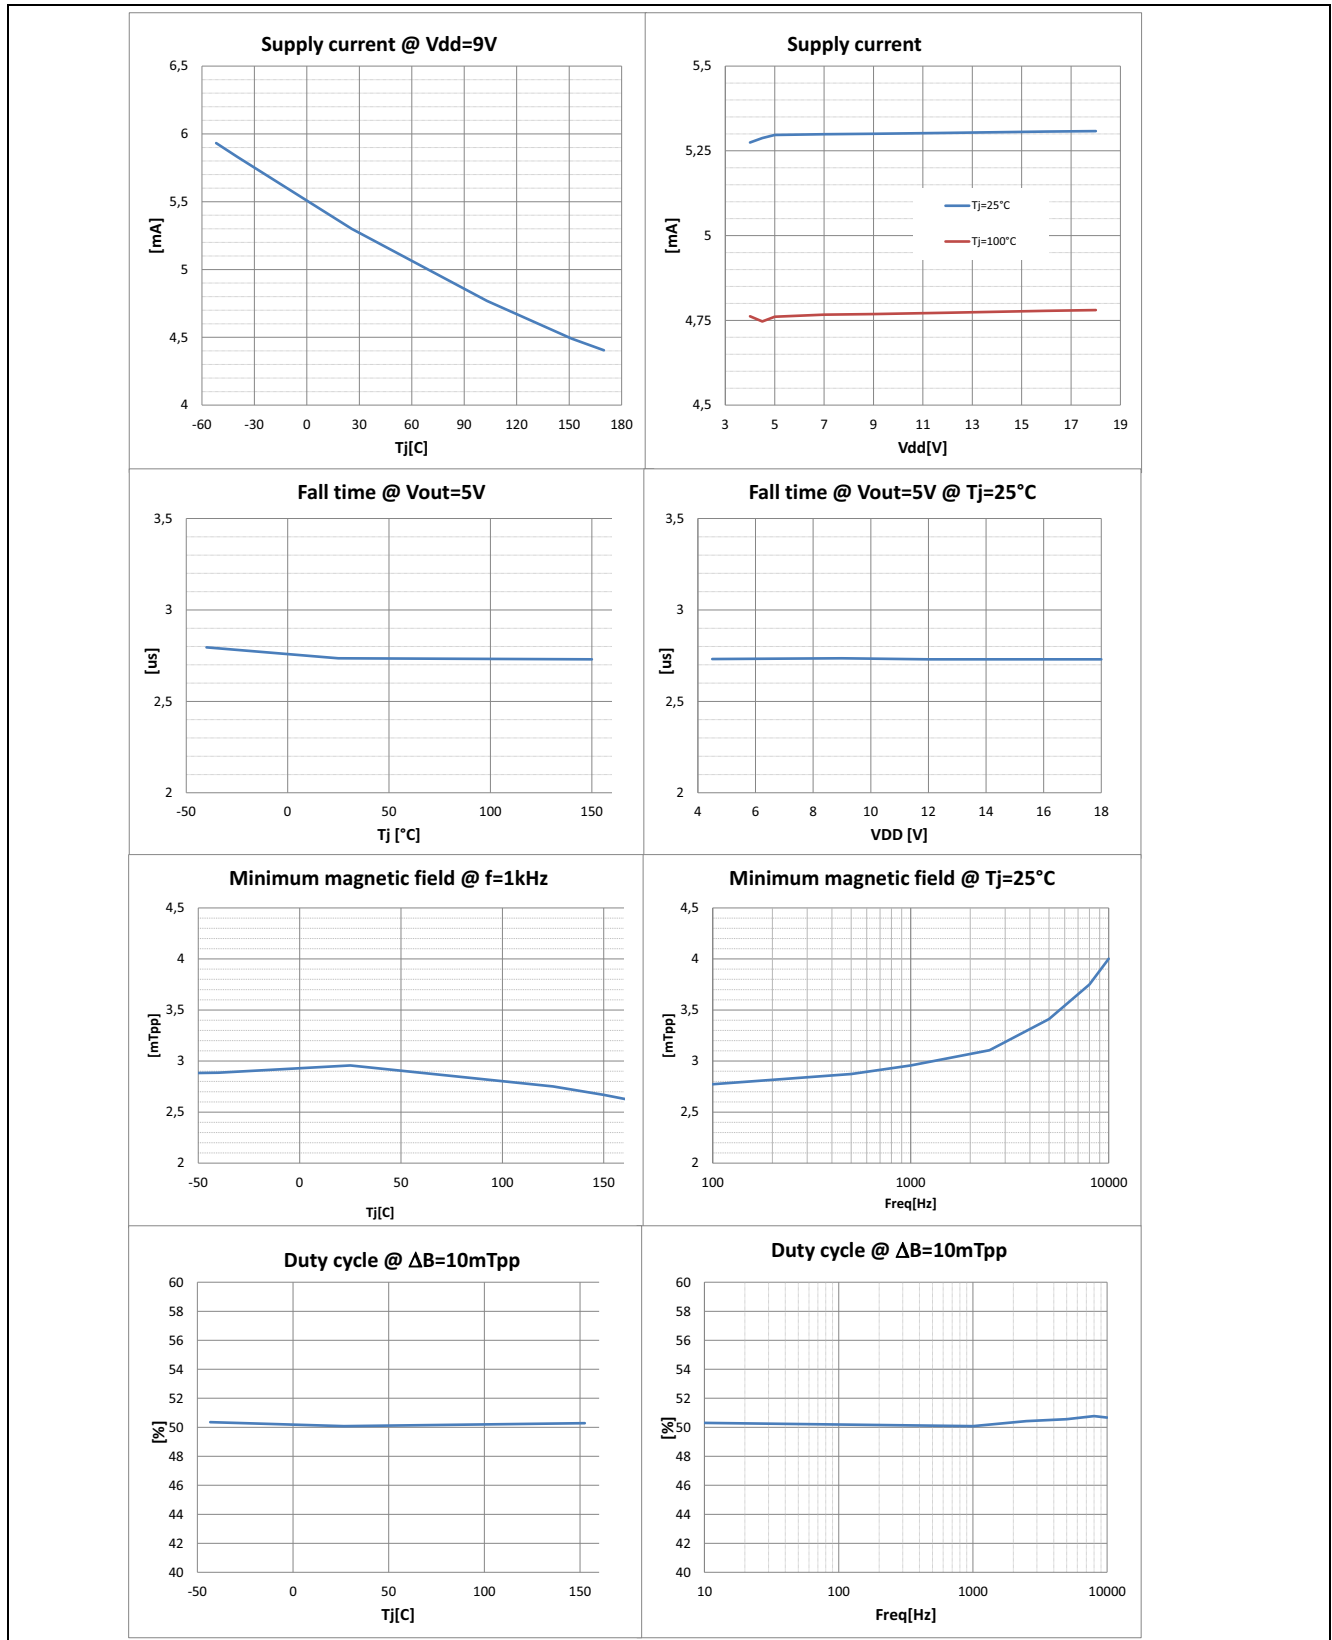 Supply current @ Vdd=9V
6,5
6
5,5
5
4,5
4
[mA]
-60 -30 0 30 60 90 120 150 180
Tj[C]
Supply current
5,5
5,25
5
4,75
4,5
[mA]
Tj=25°C
Tj=100°C
3 5 7 9 11 13 15 17 19
Vdd[V]
Fall time @ Vout=5V
3,5
3
2,5
2
[us]
-50 0 50 100 150
Tj [°C]
Fall time @ Vout=5V @ Tj=25°C
3,5
3
2,5
2
[us]
4 6 8 10 12 14 16 18
VDD [V]
Minimum magnetic field @ f=1kHz
4,5
4
3,5
3
2,5
2
[mTpp]
-50 0 50 100 150
Tj[C]
Minimum magnetic field @ Tj=25°C
4,5
4
3,5
3
2,5
2
[mTpp]
100 1000 10000
Freq[Hz]
Duty cycle @ ΔB=10mTpp
60
58
56
54
52
50
48
46
44
42
40
[%]
-50 0 50 100 150
Tj[C]
Duty cycle @ ΔB=10mTpp
60
58
56
54
52
50
48
46
44
42
40
[%]
10 100 1000 10000
Freq[Hz]